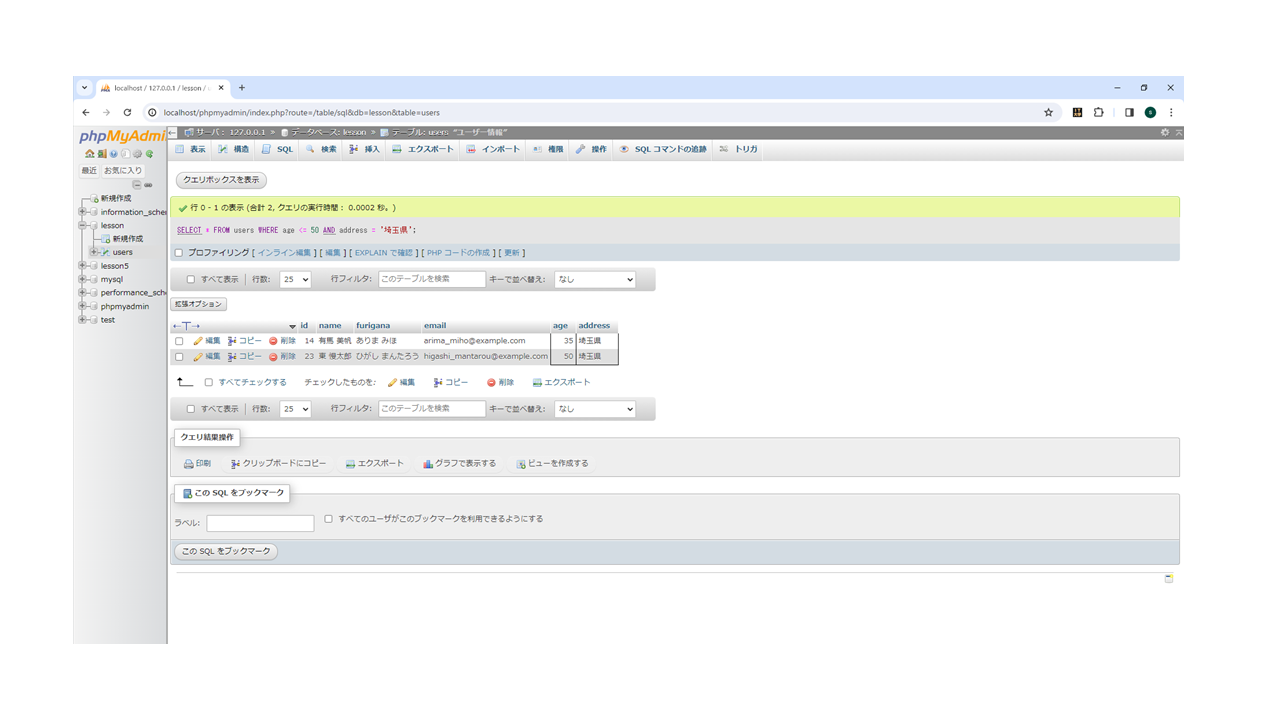 localhost / 127.0.0.1 / lesson /
localhost/phpmyadmin/index.php?route=/table/sql&db=lesson&table=users
phpMyAdmi
サーバ: 127.0.0.1 » データベース: lesson » テーブル: users "ユーザー情報"
表示 構造 SQL 検索 挿入 エクスポート インポート 権限 操作 SQL コマンドの追跡 トリガ
最近 お気に入り
新規作成
information_sche
lesson
新規作成
users
lesson5
mysql
performance_sch
phpmyadmin
test
クエリボックスを表示
行 0 - 1 の表示 (合計 2, クエリの実行時間: 0.0002 秒。)
SELECT * FROM users WHERE age <= 50 AND address = '埼玉県';
プロファイリング [ インライン編集 ] [ 編集 ] [ EXPLAIN で確認 ] [ PHP コードの作成 ] [ 更新 ]
すべて表示 行数: 25 行フィルタ: このテーブルを検索 キーで並べ替え: なし
拡張オプション
←T→ id name furigana email age address
編集 コピー 削除 14 有馬 美帆 ありま みほ arima_miho@example.com 35 埼玉県
編集 コピー 削除 23 東 慢太郎 ひがし まんたろう higashi_mantarou@example.com 50 埼玉県
すべてチェックする チェックしたものを: 編集 コピー 削除 エクスポート
すべて表示 行数: 25 行フィルタ: このテーブルを検索 キーで並べ替え: なし
クエリ結果操作
印刷 クリップボードにコピー エクスポート グラフで表示する ビューを作成する
この SQL をブックマーク
ラベル: すべてのユーザがこのブックマークを利用できるようにする
この SQL をブックマーク